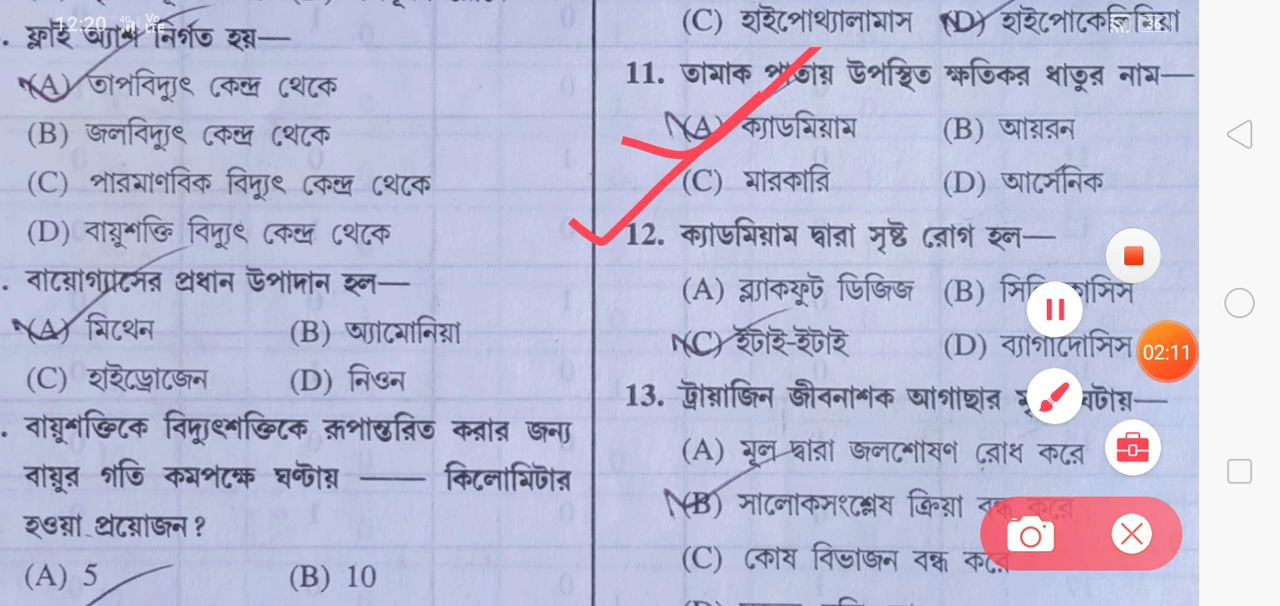 12:20
ফ্লাই অ্যাশ নির্গত হয়—
(A) তাপবিদ্যুৎ কেন্দ্র থেকে
(B) জলবিদ্যুৎ কেন্দ্র থেকে
(C) পারমাণবিক বিদ্যুৎ কেন্দ্র থেকে
(D) বায়ুশক্তি বিদ্যুৎ কেন্দ্র থেকে
বায়োগ্যাসের প্রধান উপাদান হল—
(A) মিথেন (B) অ্যামোনিয়া
(C) হাইড্রোজেন (D) নিওন
বায়ুশক্তিকে বিদ্যুৎশক্তিকে রূপান্তরিত করার জন্য
বায়ুর গতি কমপক্ষে ঘণ্টায় —— কিলোমিটার
হওয়া প্রয়োজন?
(A) 5 (B) 10
(C) হাইপোথ্যালামাস (D) হাইপোকেলিমিয়া
11. তামাক পাতায় উপস্থিত ক্ষতিকর ধাতুর নাম—
(A) ক্যাডমিয়াম (B) আয়রন
(C) মারকারি (D) আর্সেনিক
12. ক্যাডমিয়াম দ্বারা সৃষ্ট রোগ হল—
(A) ব্ল্যাকফুট ডিজিজ (B)
(C) ইটাই-ইটাই (D) ব্যাগাসোসিস
13. ট্রায়াজিন জীবনাশক আগাছার ঘটায়—
(A) মূল দ্বারা জলশোষণ রোধ করে
(B) সালোকসংশ্লেষ ক্রিয়া বন্ধ করে
(C) কোষ বিভাজন বন্ধ করে
02:11